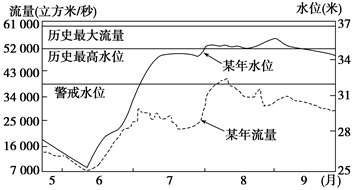 流量(立方米/秒) 水位(米)
61 000 37
历史最大流量
52 000 35
历史最高水位
某年水位
43 000 33
警戒水位
34 000 31
25 000 29
某年流量
16 000 27
7 000 25
5 6 7 8 9 (月)